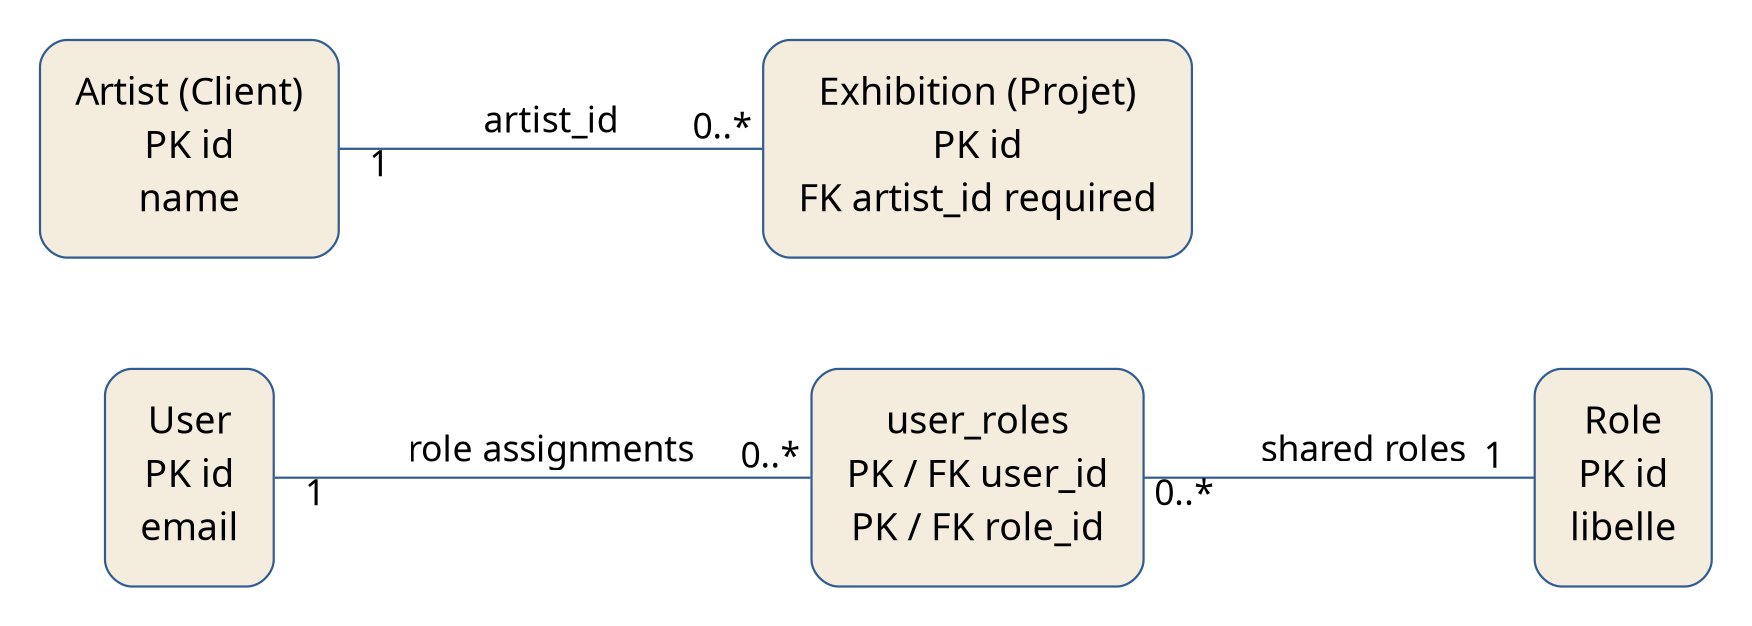 Artist (Client)
PK id
name
artist_id
1
0..*
Exhibition (Projet)
PK id
FK artist_id required
User
PK id
email
role assignments
1
0..*
user_roles
PK / FK user_id
PK / FK role_id
shared roles
0..*
1
Role
PK id
libelle